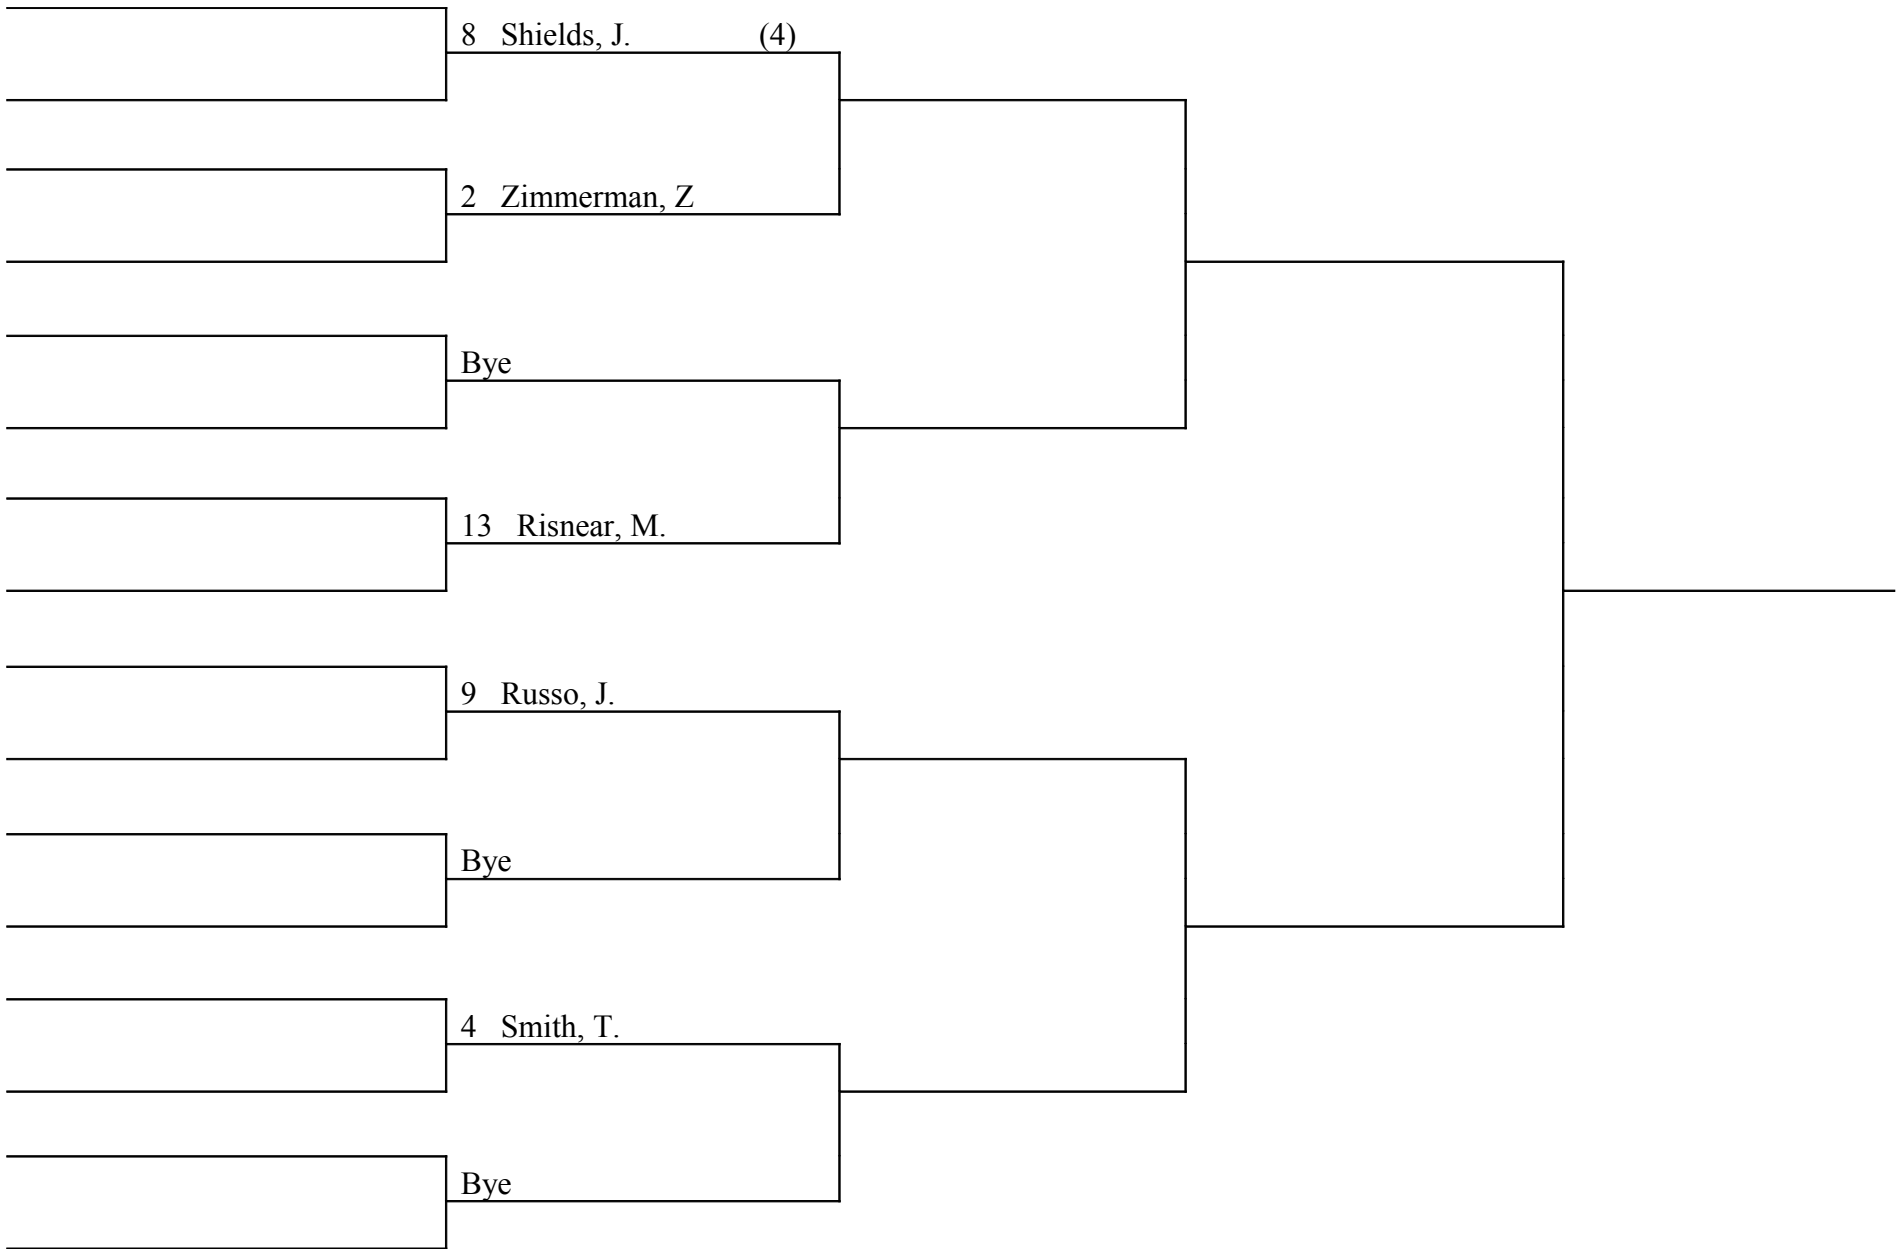 8 Shields, J. (4)
2 Zimmerman, Z
Bye
13 Risnear, M.
9 Russo, J.
Bye
4 Smith, T.
Bye